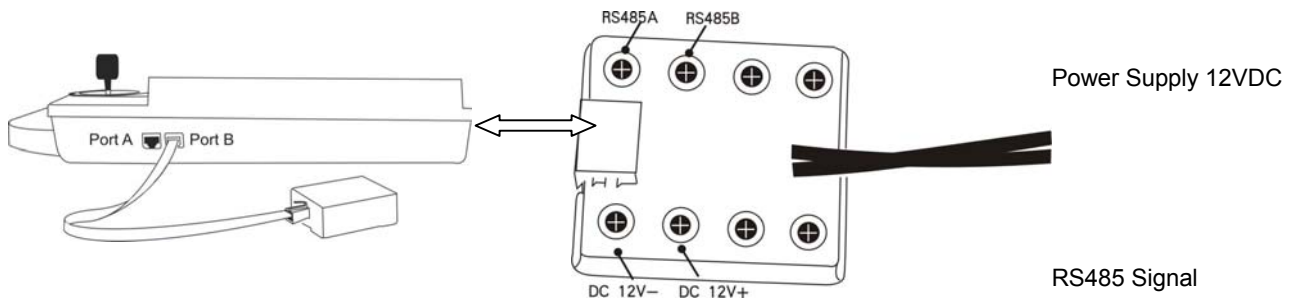 RS485A RS485B
Power Supply 12VDC
Port A Port B
RS485 Signal
DC 12V− DC 12V+